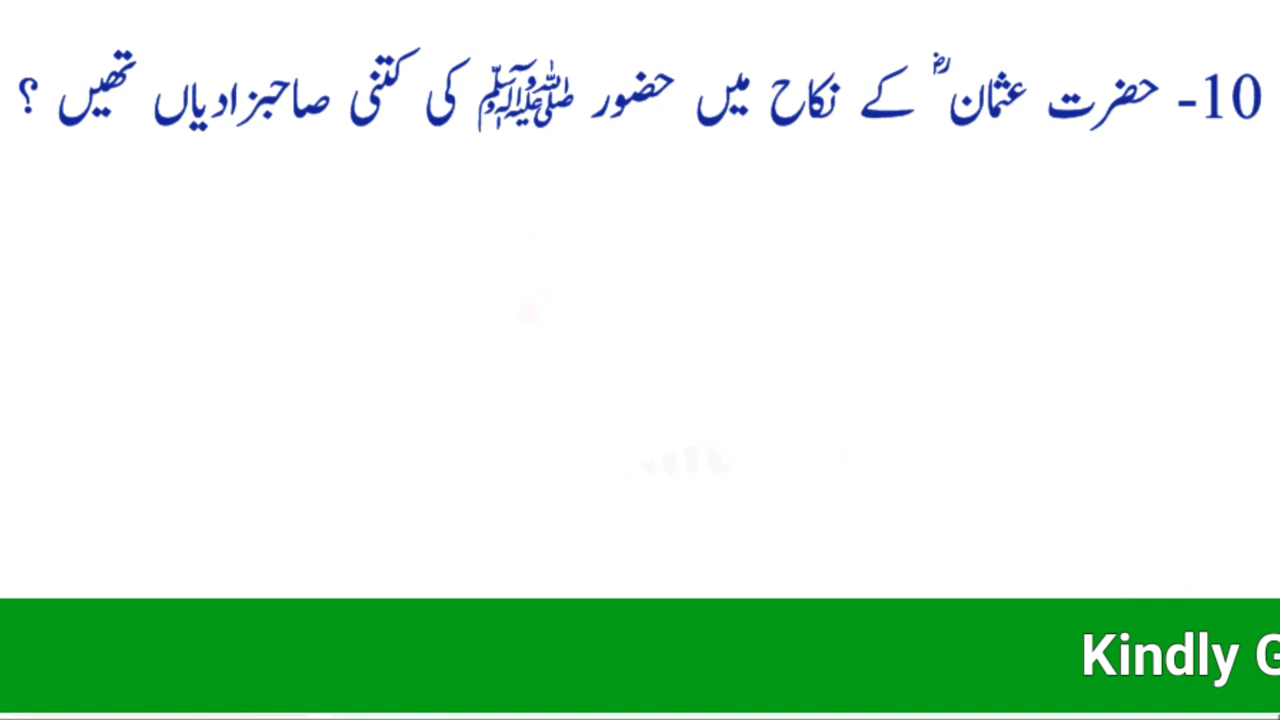 10- حضرت عثمانؓ کے نکاح میں حضور ﷺ کی کتنی صاحبزادیاں تھیں ؟
Kindly G